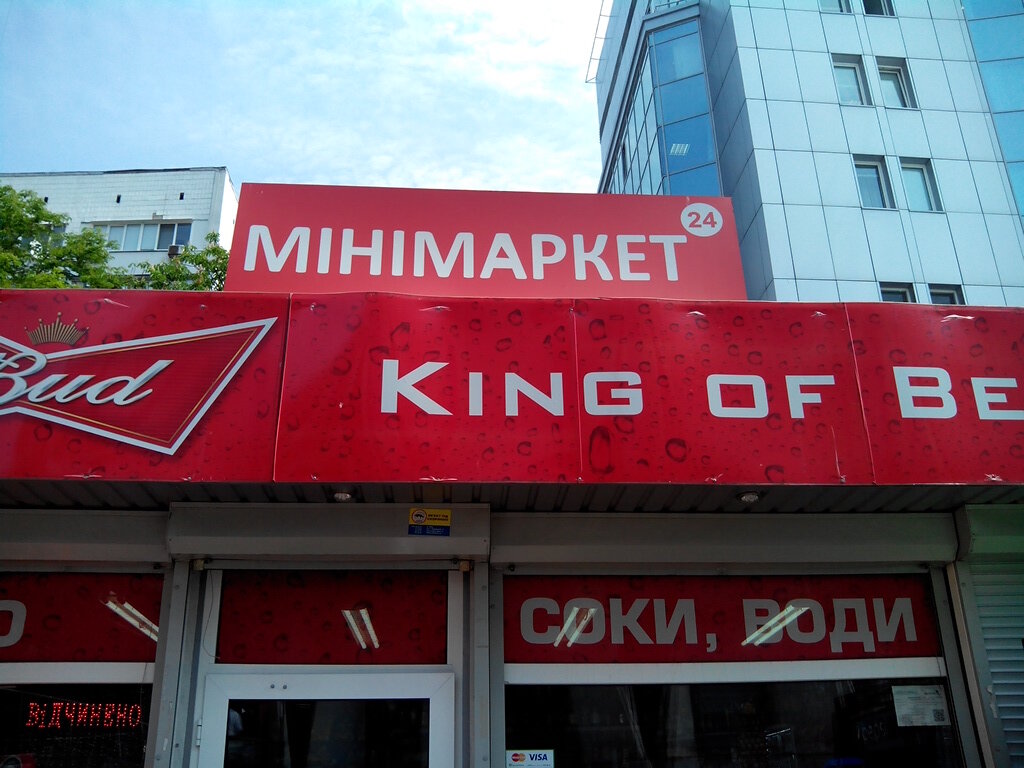 МІНІМАРКЕТ 24
Bud
KING OF BE
О
СОКИ, ВОДИ
ВІДЧИНЕНО
VISA